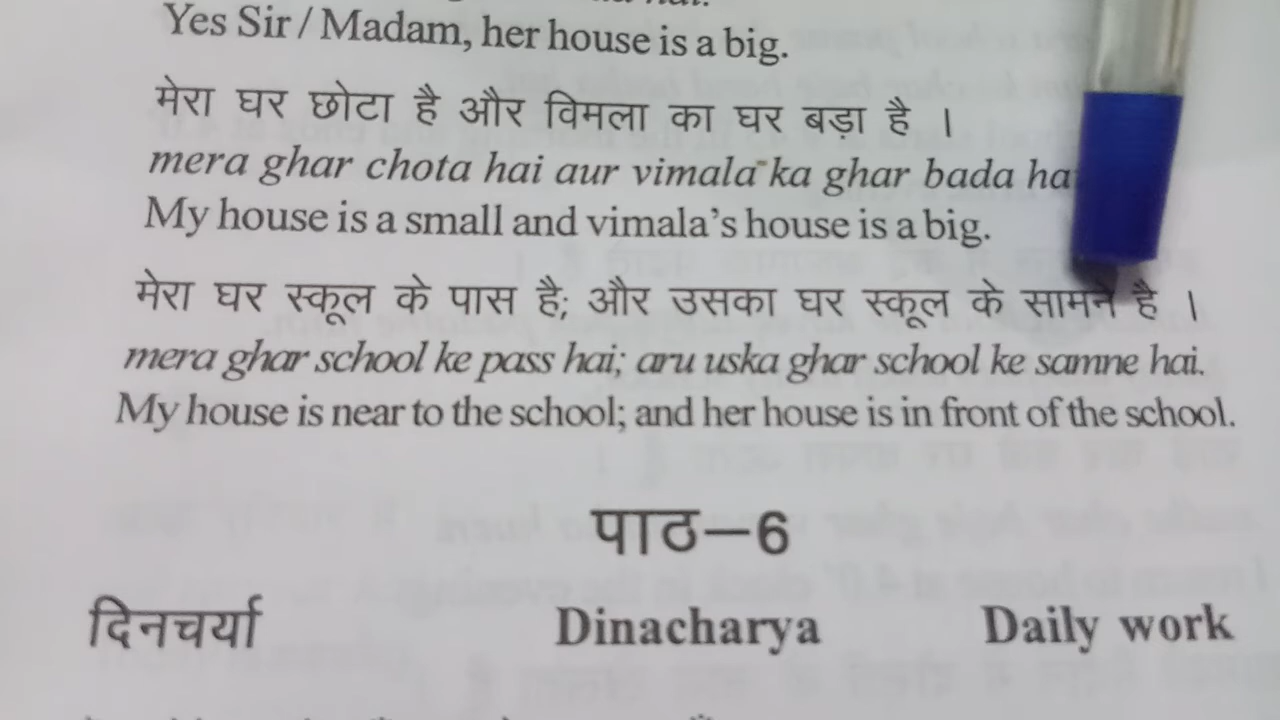 Yes Sir / Madam, her house is a big.
मेरा घर छोटा है और विमला का घर बड़ा है ।
mera ghar chota hai aur vimala ka ghar bada
My house is a small and vimala's house is a big.
मेरा घर स्कूल के पास है; और उसका घर स्कूल के सामने है ।
mera ghar school ke pass hai; aru uska ghar school ke samne hai.
My house is near to the school; and her house is in front of the school.
पाठ—6
दिनचर्या Dinacharya Daily work